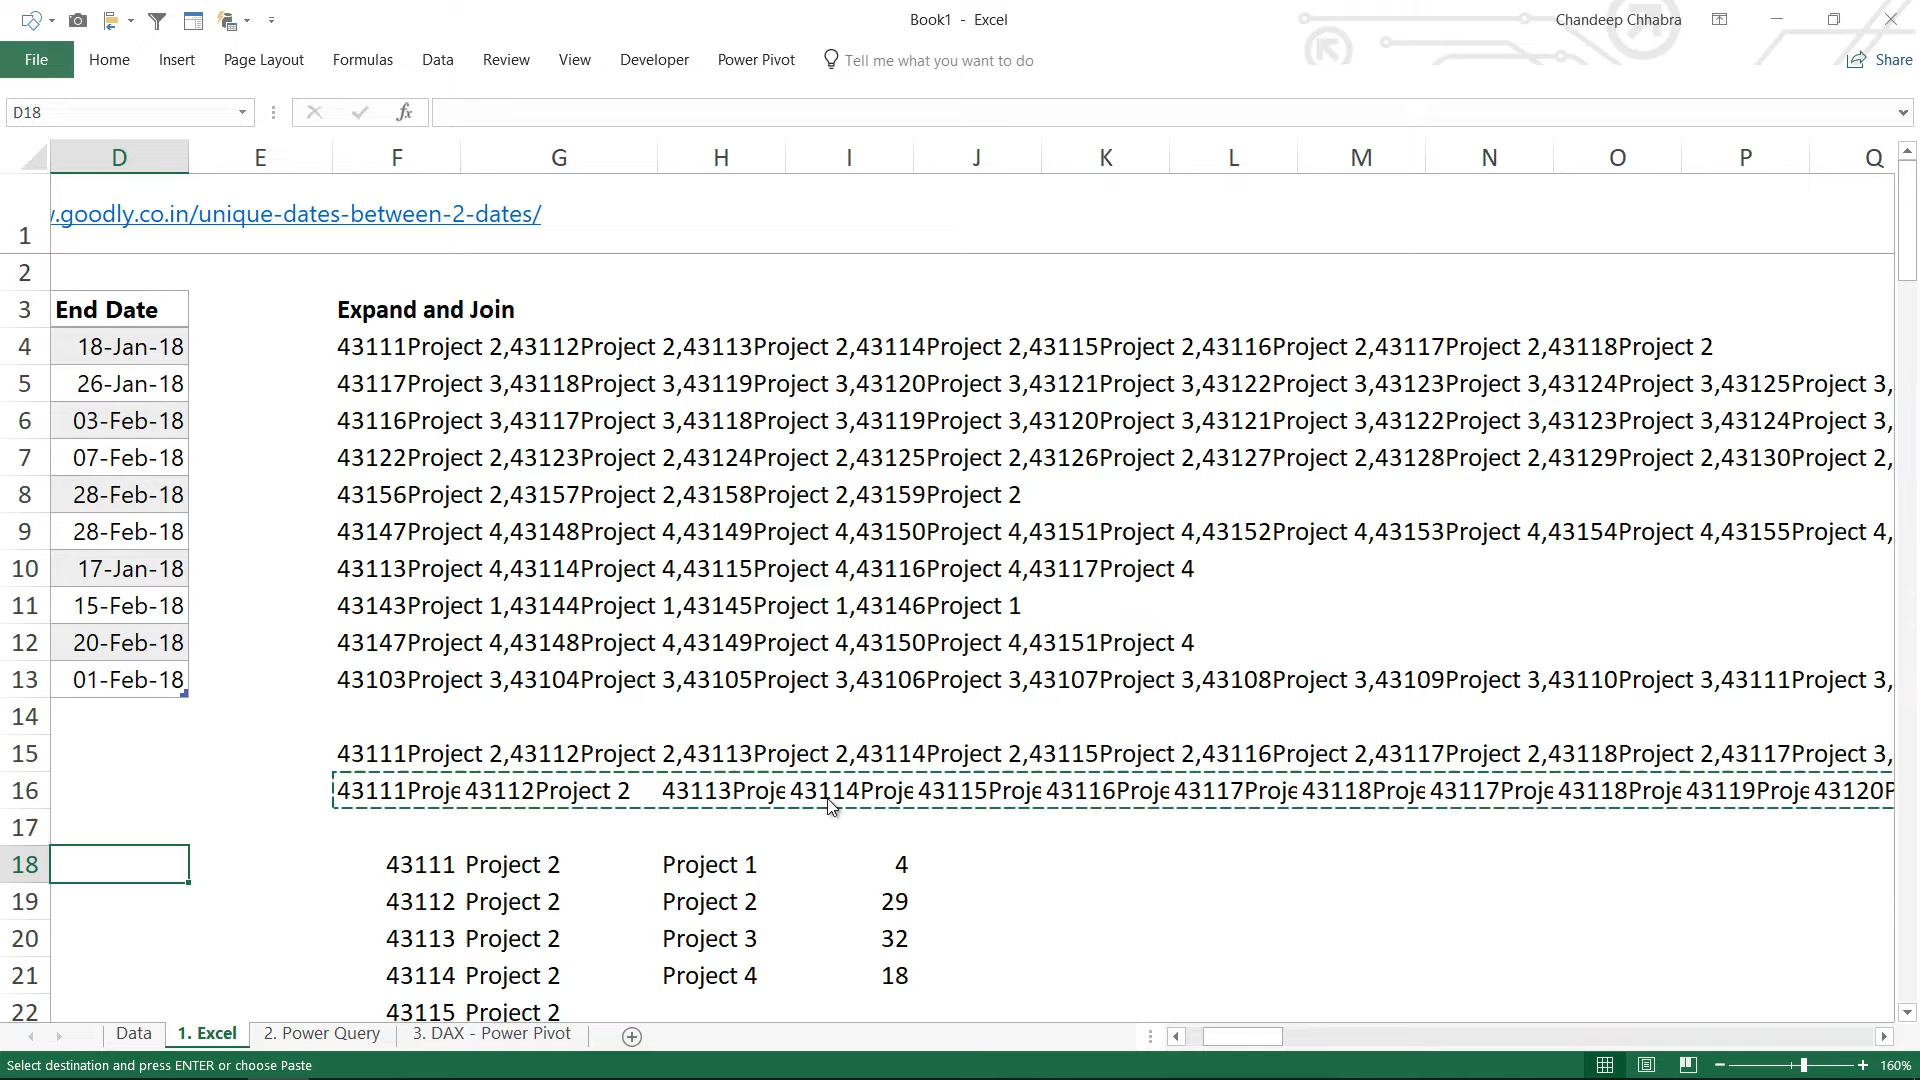 Book1 - Excel
Chandeep Chhabra
File Home Insert Page Layout Formulas Data Review View Developer Power Pivot Tell me what you want to do Share
D18 fx
D E F G H I J K L M N O P Q
1 .goodly.co.in/unique-dates-between-2-dates/
2
3 End Date Expand and Join
4 18-Jan-18 43111Project 2,43112Project 2,43113Project 2,43114Project 2,43115Project 2,43116Project 2,43117Project 2,43118Project 2
5 26-Jan-18 43117Project 3,43118Project 3,43119Project 3,43120Project 3,43121Project 3,43122Project 3,43123Project 3,43124Project 3,43125Project 3,
6 03-Feb-18 43116Project 3,43117Project 3,43118Project 3,43119Project 3,43120Project 3,43121Project 3,43122Project 3,43123Project 3,43124Project 3,
7 07-Feb-18 43122Project 2,43123Project 2,43124Project 2,43125Project 2,43126Project 2,43127Project 2,43128Project 2,43129Project 2,43130Project 2,
8 28-Feb-18 43156Project 2,43157Project 2,43158Project 2,43159Project 2
9 28-Feb-18 43147Project 4,43148Project 4,43149Project 4,43150Project 4,43151Project 4,43152Project 4,43153Project 4,43154Project 4,43155Project 4,
10 17-Jan-18 43113Project 4,43114Project 4,43115Project 4,43116Project 4,43117Project 4
11 15-Feb-18 43143Project 1,43144Project 1,43145Project 1,43146Project 1
12 20-Feb-18 43147Project 4,43148Project 4,43149Project 4,43150Project 4,43151Project 4
13 01-Feb-18 43103Project 3,43104Project 3,43105Project 3,43106Project 3,43107Project 3,43108Project 3,43109Project 3,43110Project 3,43111Project 3,
14
15 43111Project 2,43112Project 2,43113Project 2,43114Project 2,43115Project 2,43116Project 2,43117Project 2,43118Project 2,43117Project 3,
16 43111Proje 43112Project 2 43113Proje 43114Proje 43115Proje 43116Proje 43117Proje 43118Proje 43117Proje 43118Proje 43119Proje 43120P
17
18 43111 Project 2 Project 1 4
19 43112 Project 2 Project 2 29
20 43113 Project 2 Project 3 32
21 43114 Project 2 Project 4 18
22 43115 Project 2
Data 1. Excel 2. Power Query 3. DAX - Power Pivot
Select destination and press ENTER or choose Paste 160%